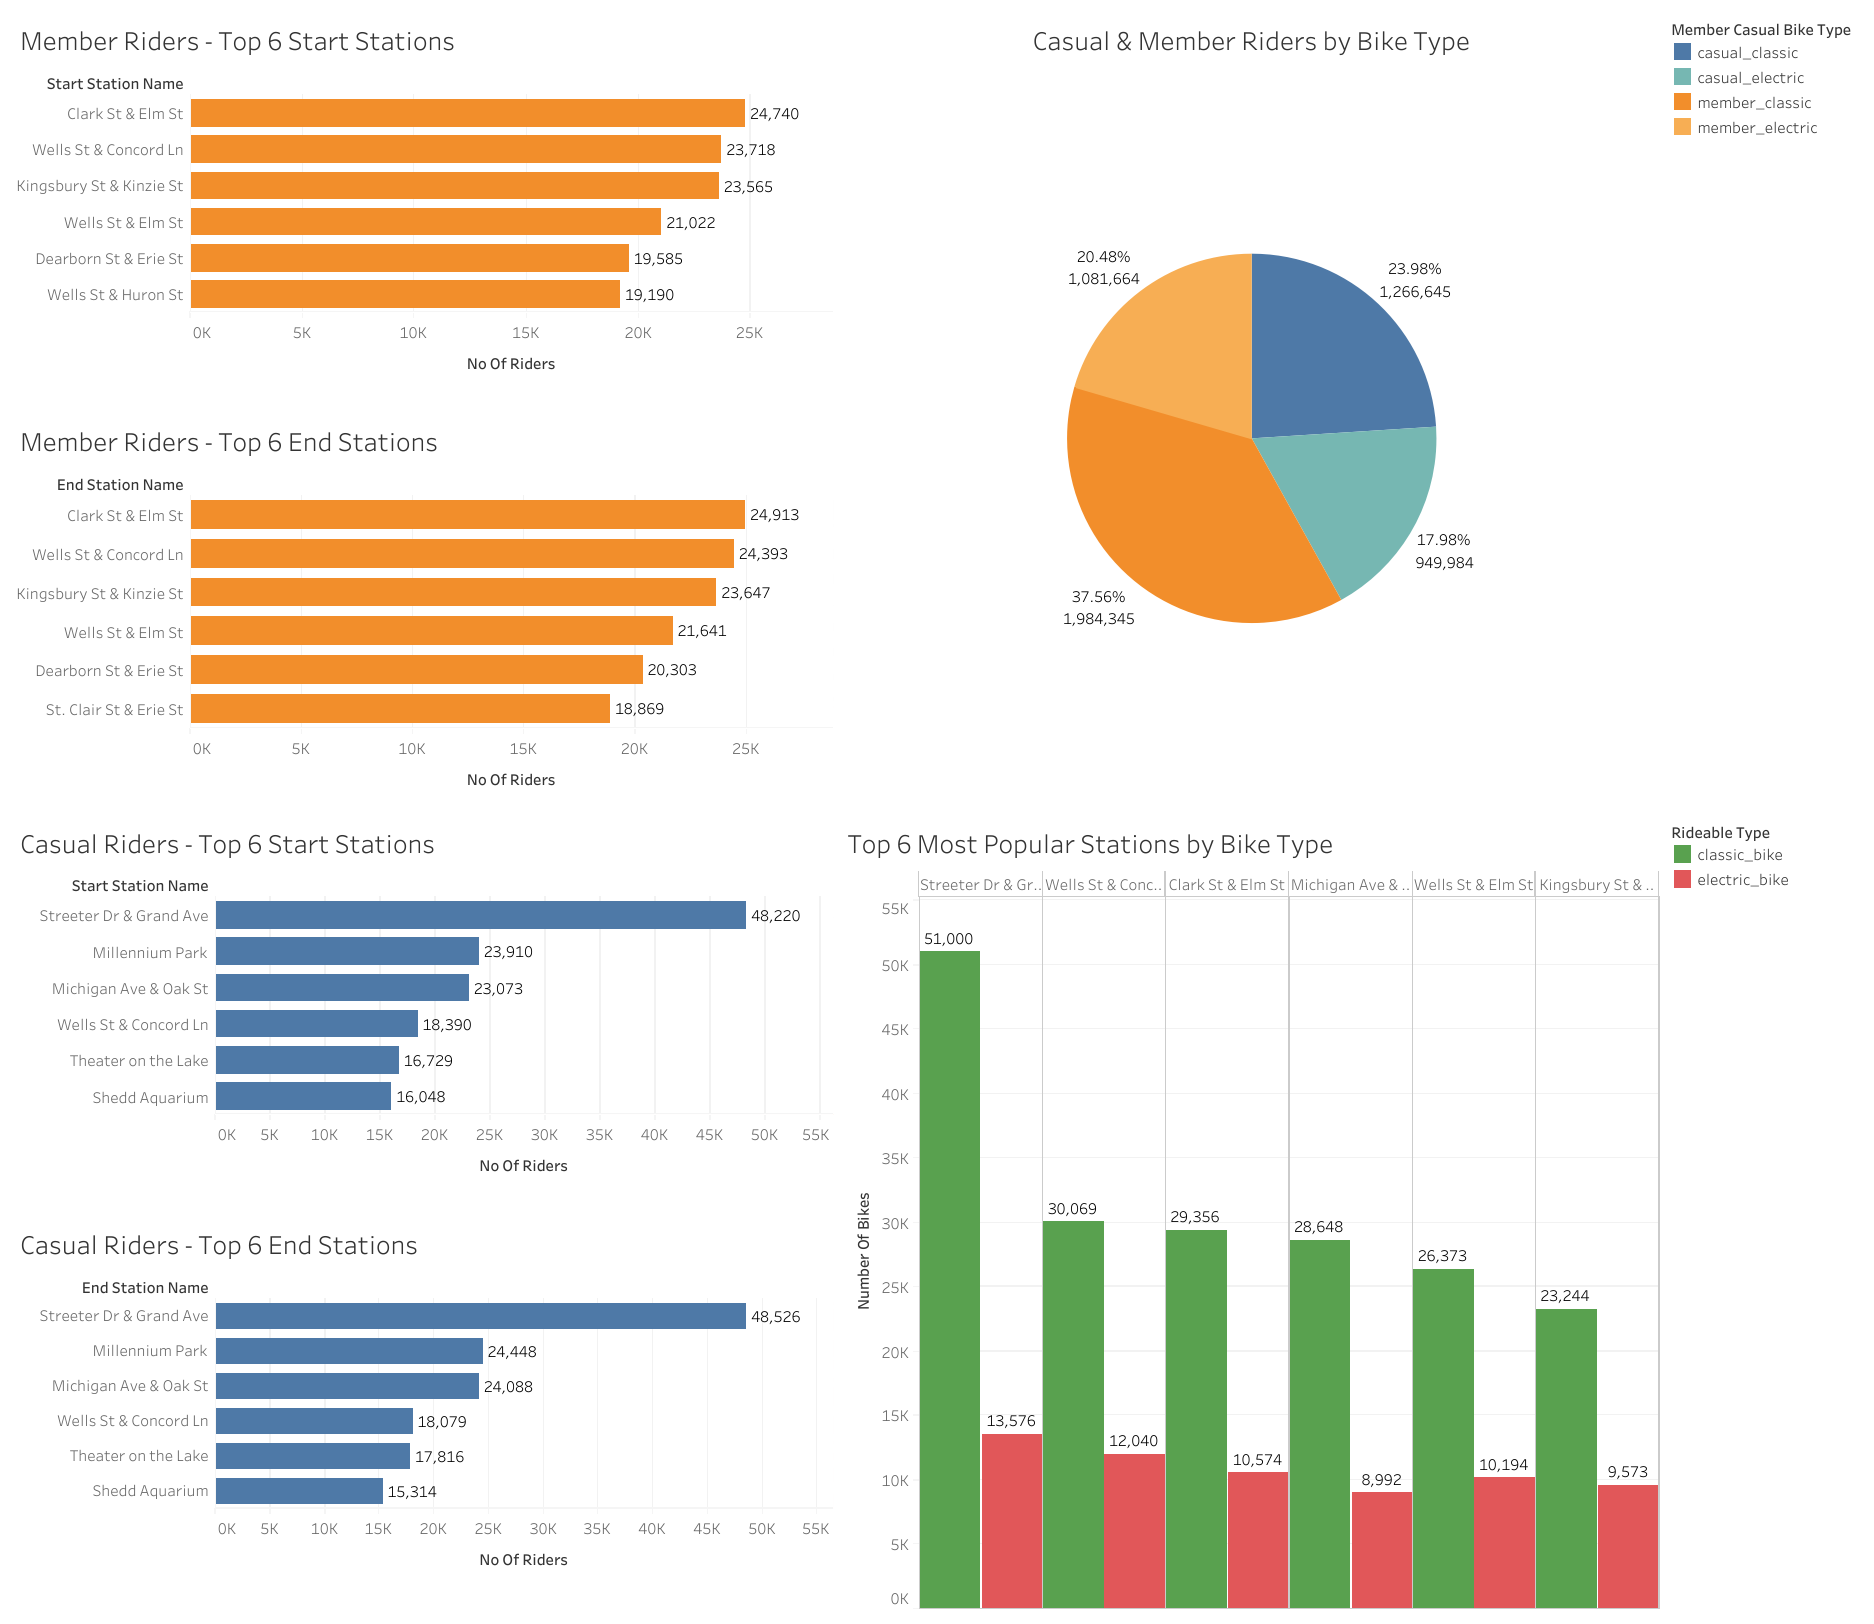 Member Riders - Top 6 Start Stations
Start Station Name
Clark St & Elm St 24,740
Wells St & Concord Ln 23,718
Kingsbury St & Kinzie St 23,565
Wells St & Elm St 21,022
Dearborn St & Erie St 19,585
Wells St & Huron St 19,190
0K 5K 10K 15K 20K 25K
No Of Riders
Member Riders - Top 6 End Stations
End Station Name
Clark St & Elm St 24,913
Wells St & Concord Ln 24,393
Kingsbury St & Kinzie St 23,647
Wells St & Elm St 21,641
Dearborn St & Erie St 20,303
St. Clair St & Erie St 18,869
0K 5K 10K 15K 20K 25K
No Of Riders
Casual & Member Riders by Bike Type
Member Casual Bike Type
casual_classic
casual_electric
member_classic
member_electric
20.48%
1,081,664
23.98%
1,266,645
17.98%
949,984
37.56%
1,984,345
Casual Riders - Top 6 Start Stations
Start Station Name
Streeter Dr & Grand Ave 48,220
Millennium Park 23,910
Michigan Ave & Oak St 23,073
Wells St & Concord Ln 18,390
Theater on the Lake 16,729
Shedd Aquarium 16,048
0K 5K 10K 15K 20K 25K 30K 35K 40K 45K 50K 55K
No Of Riders
Casual Riders - Top 6 End Stations
End Station Name
Streeter Dr & Grand Ave 48,526
Millennium Park 24,448
Michigan Ave & Oak St 24,088
Wells St & Concord Ln 18,079
Theater on the Lake 17,816
Shedd Aquarium 15,314
0K 5K 10K 15K 20K 25K 30K 35K 40K 45K 50K 55K
No Of Riders
Top 6 Most Popular Stations by Bike Type
Rideable Type
classic_bike
electric_bike
Streeter Dr & Gr.. Wells St & Conc.. Clark St & Elm St Michigan Ave & .. Wells St & Elm St Kingsbury St & ..
55K
50K
45K
40K
35K
30K
25K
20K
15K
10K
5K
0K
Number Of Bikes
51,000
13,576
30,069
12,040
29,356
10,574
28,648
8,992
26,373
10,194
23,244
9,573